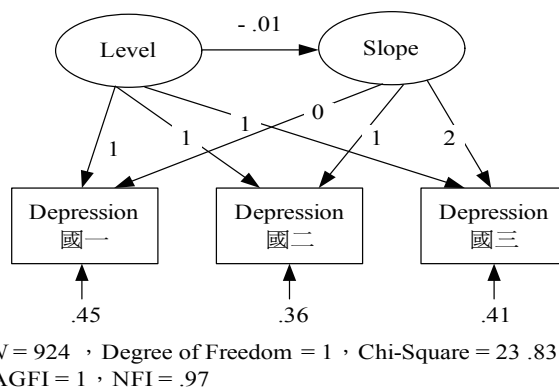 - .01
Level
Slope
0
1
1
1
1
2
Depression
國一
Depression
國二
Depression
國三
.45
.36
.41
= 924 ，Degree of Freedom = 1，Chi-Square = 23 .83
AGFI = 1，NFI = .97